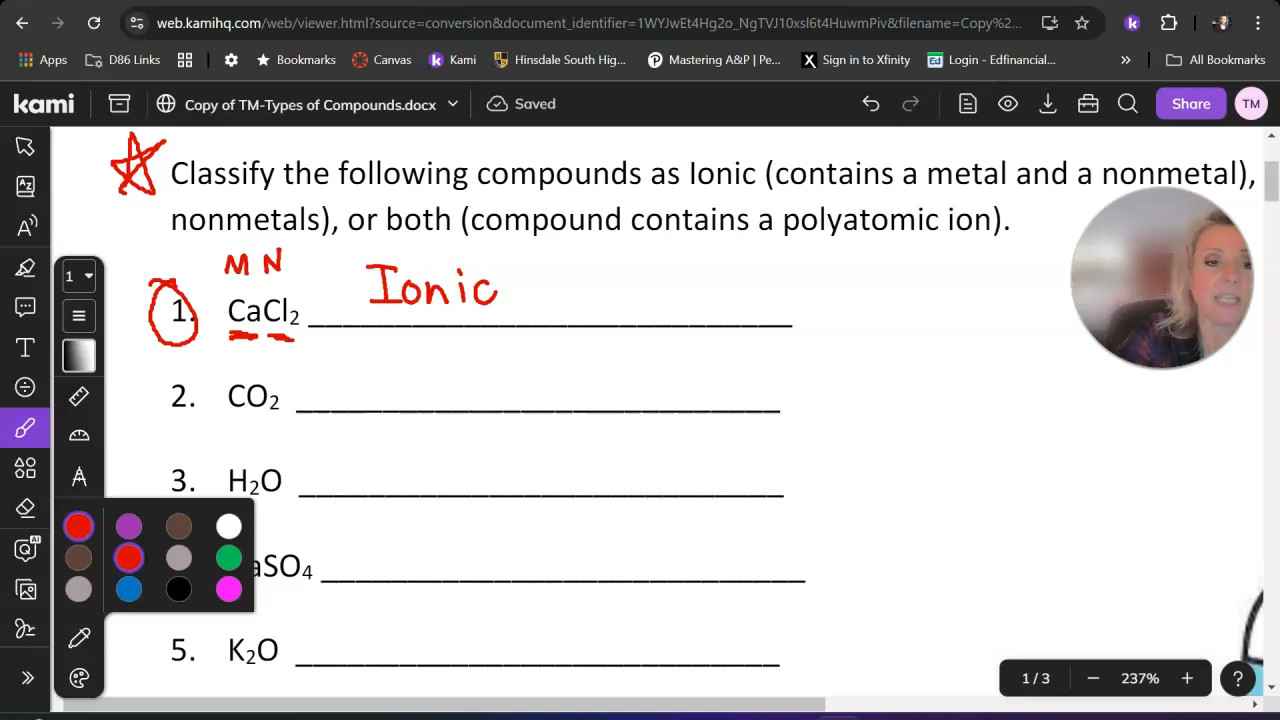 web.kamihq.com/web/viewer.html?source=conversion&document_identifier=1WYJwEt4Hg2o_NgTVJ10xsl6t4HuwmPiv&filename=Copy%2...
Apps D86 Links Bookmarks Canvas Kami Hinsdale South Hig... Mastering A&P | Pe... Sign in to Xfinity Login - Edfinancial... » All Bookmarks
kami Copy of TM-Types of Compounds.docx Saved Share TM
Classify the following compounds as Ionic (contains a metal and a nonmetal),
nonmetals), or both (compound contains a polyatomic ion).
M N
1. CaCl₂ Ionic
2. CO₂
3. H₂O
aSO₄
5. K₂O
1
1 / 3 237%